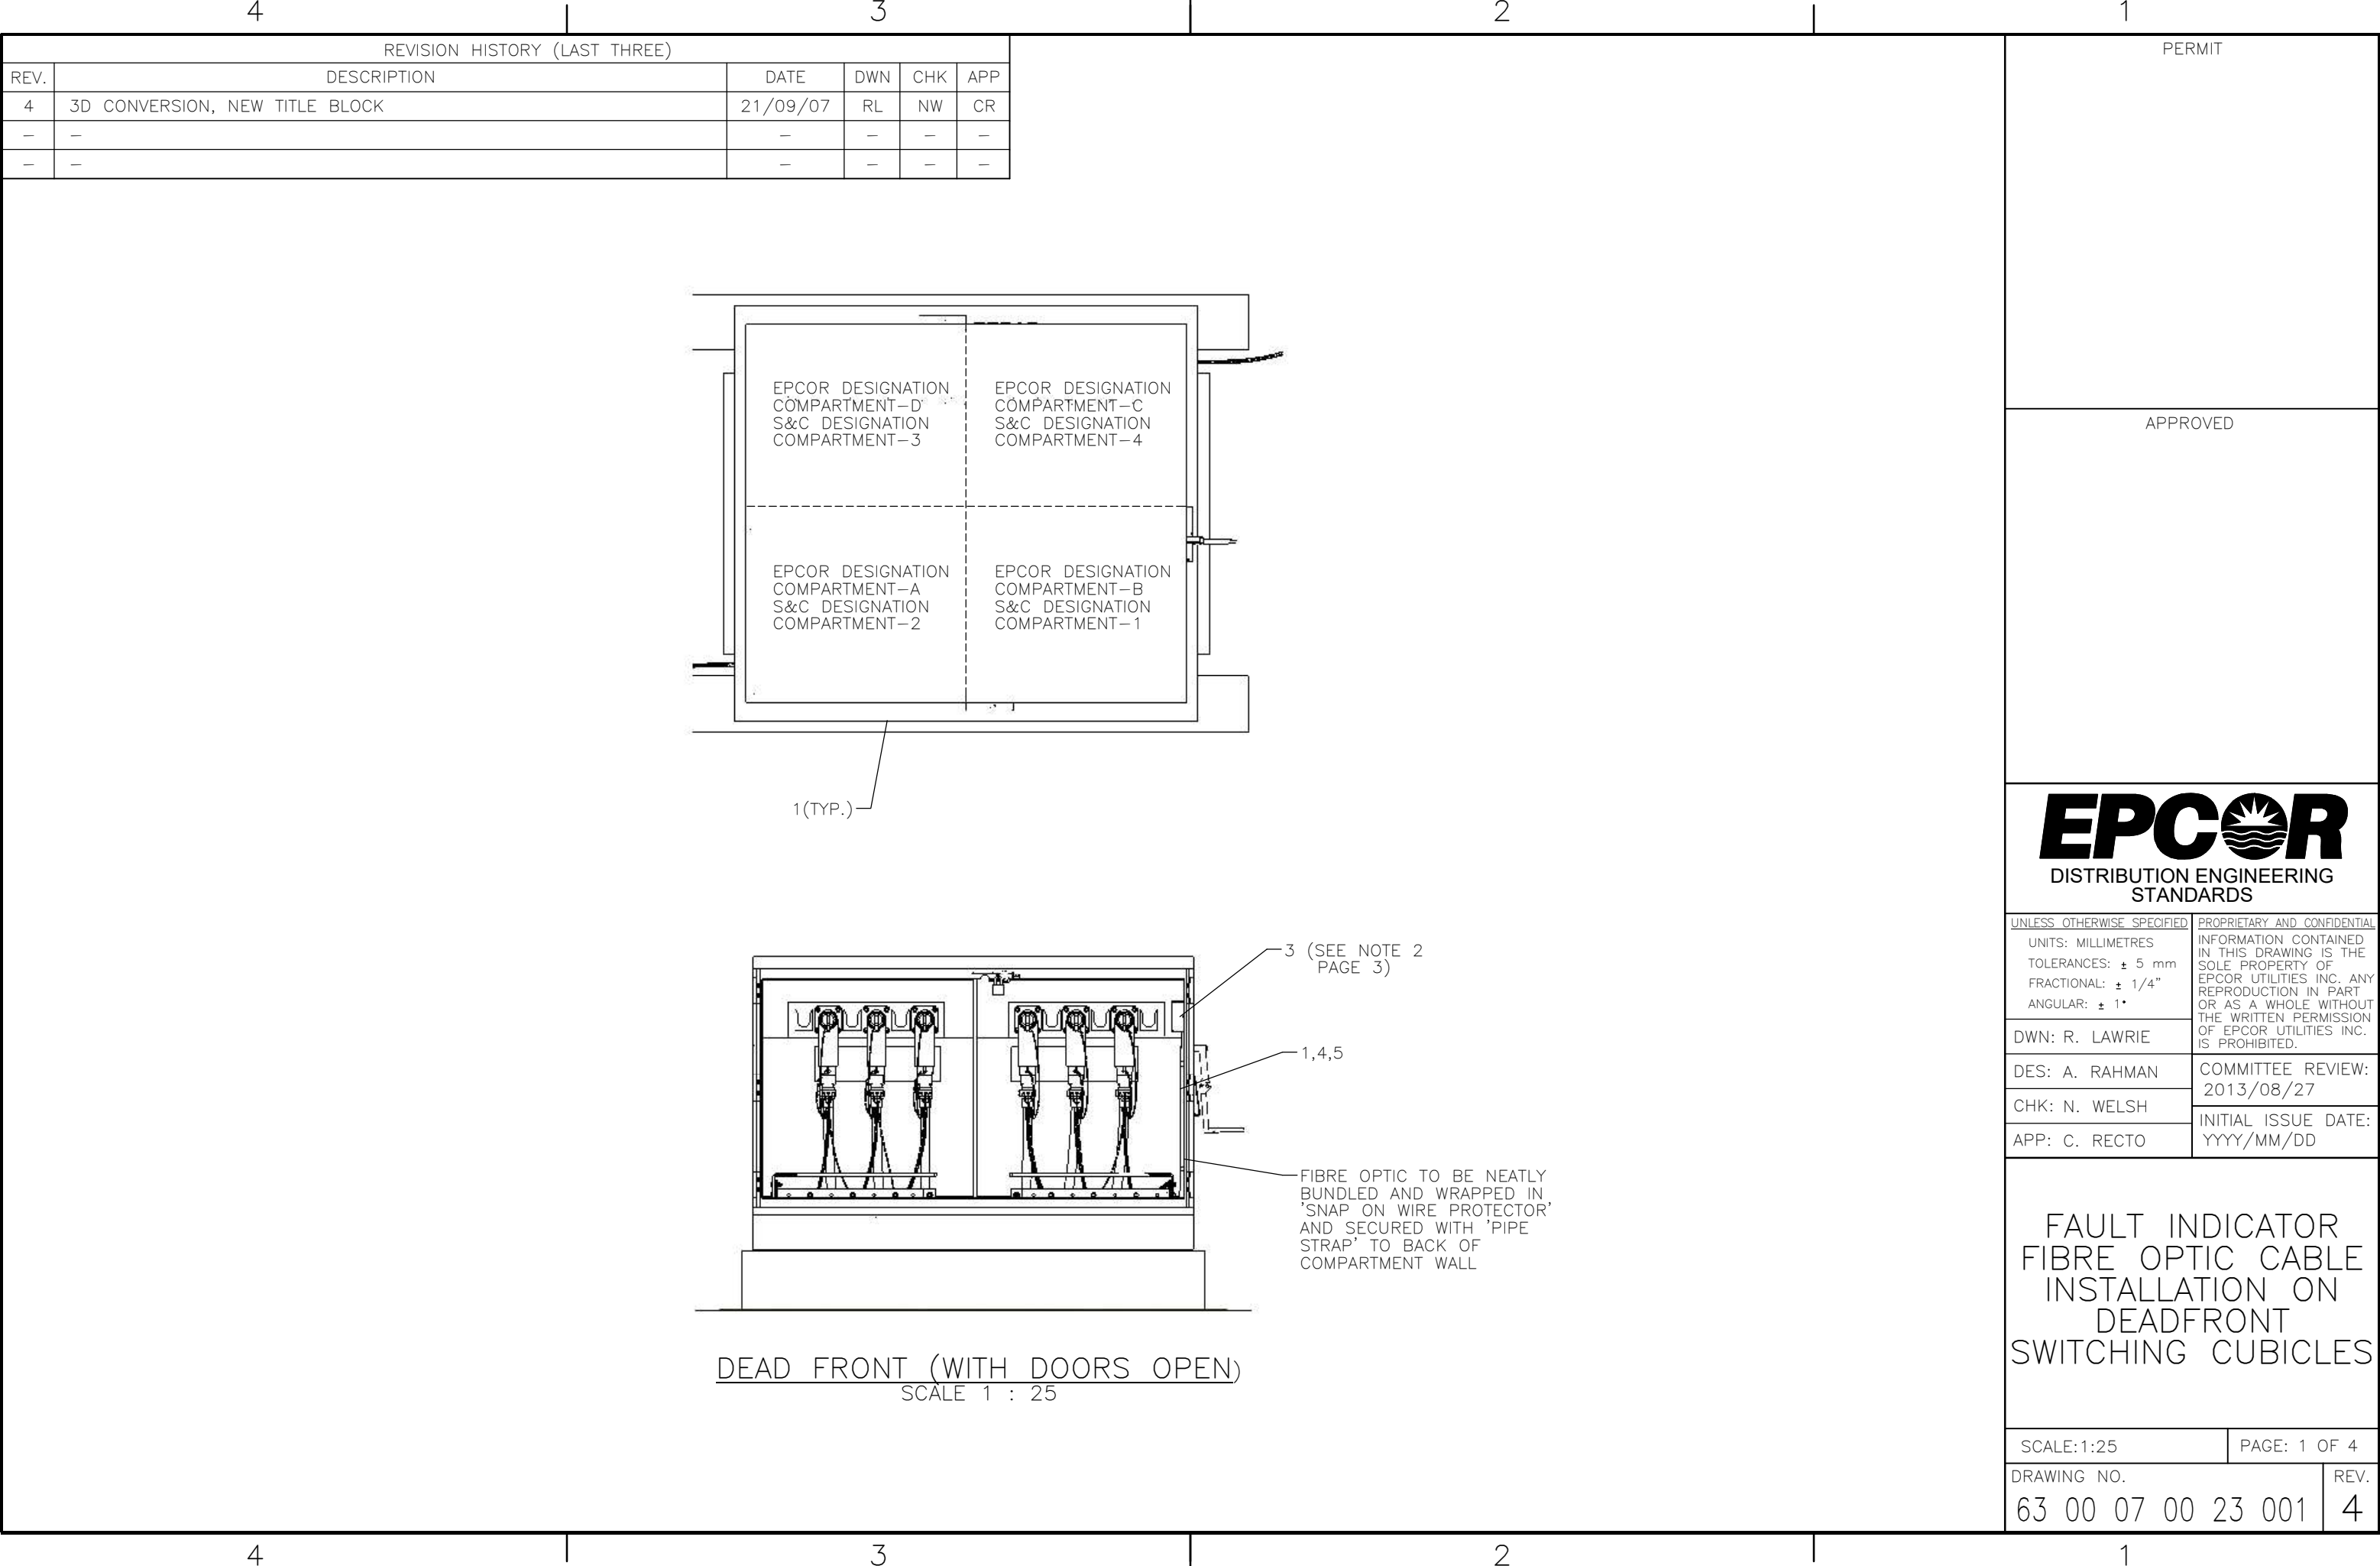 4 3 2 1
REVISION HISTORY (LAST THREE)
REV. DESCRIPTION DATE DWN CHK APP
4 3D CONVERSION, NEW TITLE BLOCK 21/09/07 RL NW CR
– – – – – –
– – – – – –
EPCOR DESIGNATION
COMPARTMENT–D
S&C DESIGNATION
COMPARTMENT–3
EPCOR DESIGNATION
COMPARTMENT–C
S&C DESIGNATION
COMPARTMENT–4
EPCOR DESIGNATION
COMPARTMENT–A
S&C DESIGNATION
COMPARTMENT–2
EPCOR DESIGNATION
COMPARTMENT–B
S&C DESIGNATION
COMPARTMENT–1
1(TYP.)
3 (SEE NOTE 2
PAGE 3)
1,4,5
FIBRE OPTIC TO BE NEATLY
BUNDLED AND WRAPPED IN
'SNAP ON WIRE PROTECTOR'
AND SECURED WITH 'PIPE
STRAP' TO BACK OF
COMPARTMENT WALL
DEAD FRONT (WITH DOORS OPEN)
SCALE 1 : 25
PERMIT
APPROVED
EPCOR
DISTRIBUTION ENGINEERING
STANDARDS
UNLESS OTHERWISE SPECIFIED
UNITS: MILLIMETRES
TOLERANCES: ± 5 mm
FRACTIONAL: ± 1/4"
ANGULAR: ± 1°
PROPRIETARY AND CONFIDENTIAL
INFORMATION CONTAINED
IN THIS DRAWING IS THE
SOLE PROPERTY OF
EPCOR UTILITIES INC. ANY
REPRODUCTION IN PART
OR AS A WHOLE WITHOUT
THE WRITTEN PERMISSION
OF EPCOR UTILITIES INC.
IS PROHIBITED.
DWN: R. LAWRIE
DES: A. RAHMAN
CHK: N. WELSH
APP: C. RECTO
COMMITTEE REVIEW:
2013/08/27
INITIAL ISSUE DATE:
YYYY/MM/DD
FAULT INDICATOR
FIBRE OPTIC CABLE
INSTALLATION ON
DEADFRONT
SWITCHING CUBICLES
SCALE:1:25 PAGE: 1 OF 4
DRAWING NO. REV.
63 00 07 00 23 001 4
4 3 2 1